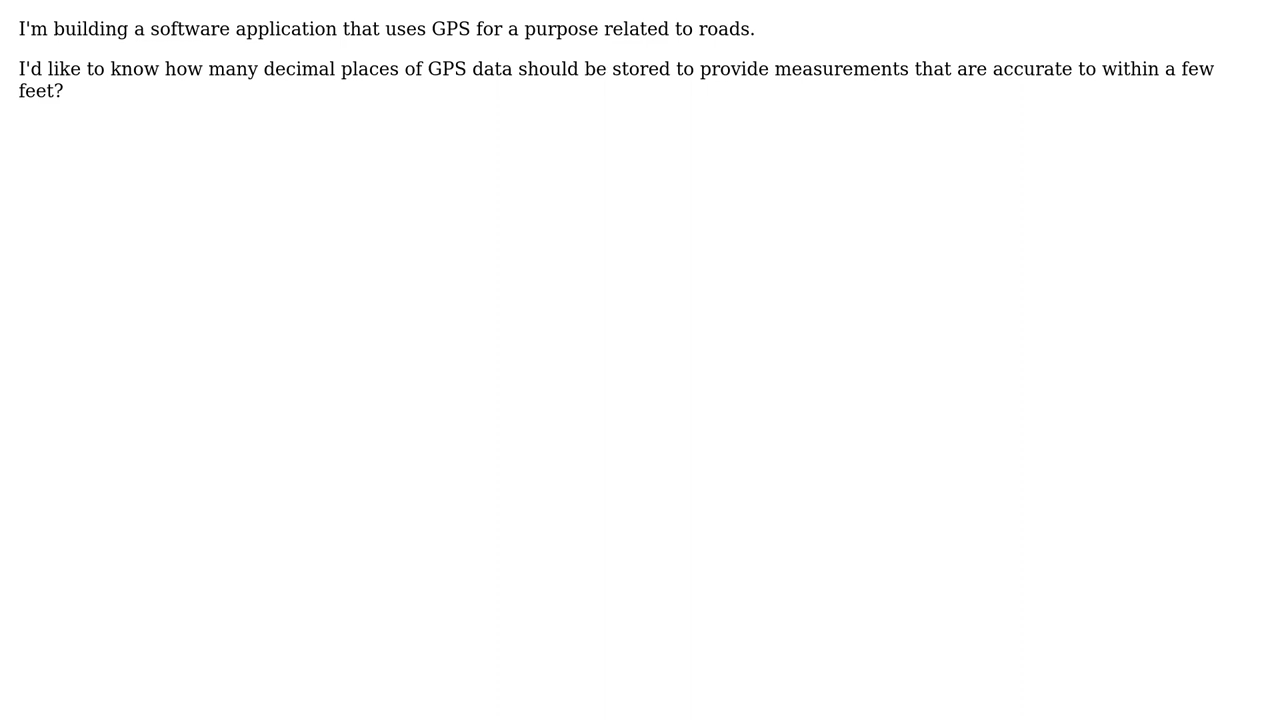 I'm building a software application that uses GPS for a purpose related to roads.
I'd like to know how many decimal places of GPS data should be stored to provide measurements that are accurate to within a few
feet?